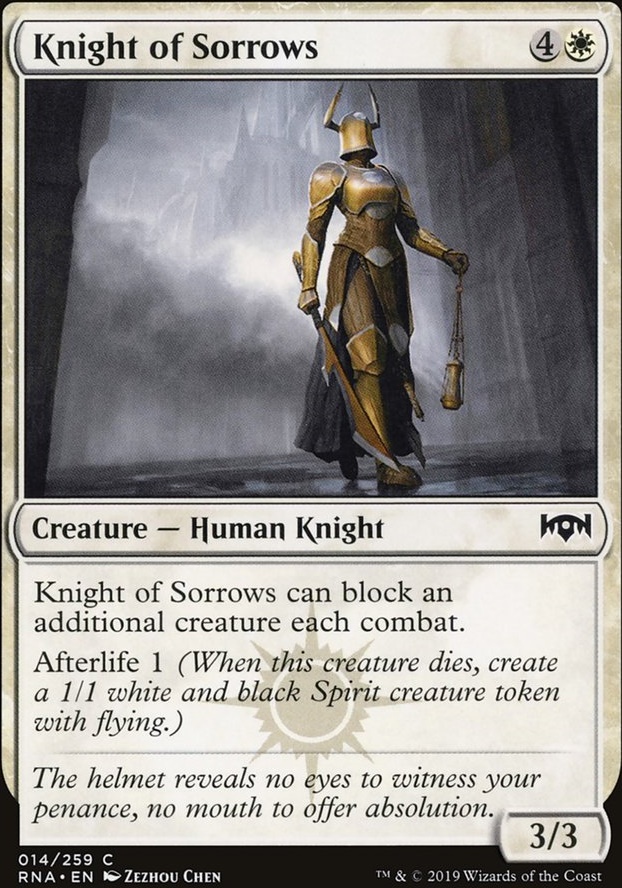 Knight of Sorrows
4
Creature — Human Knight
Knight of Sorrows can block an
additional creature each combat.
Afterlife 1 (When this creature dies, create
a 1/1 white and black Spirit creature token
with flying.)
The helmet reveals no eyes to witness your
penance, no mouth to offer absolution.
3/3
014/259 C
RNA • EN Zezhou Chen
™ & © 2019 Wizards of the Coast